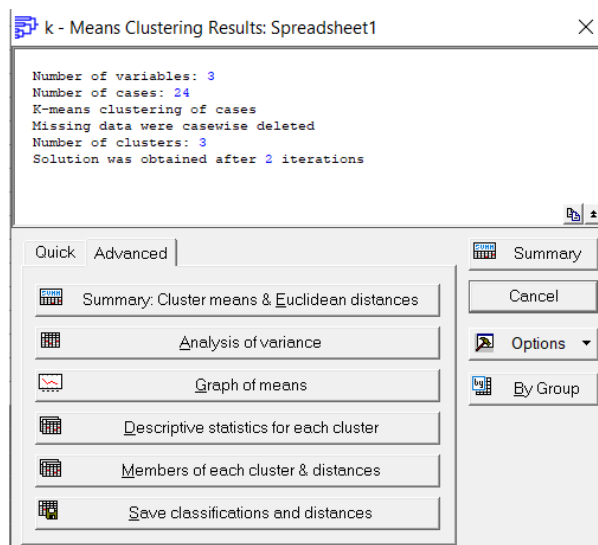 k - Means Clustering Results: Spreadsheet1
Number of variables: 3
Number of cases: 24
K-means clustering of cases
Missing data were casewise deleted
Number of clusters: 3
Solution was obtained after 2 iterations
Quick Advanced
Summary
Summary: Cluster means & Euclidean distances
Cancel
Analysis of variance
Options
Graph of means
By Group
Descriptive statistics for each cluster
Members of each cluster & distances
Save classifications and distances